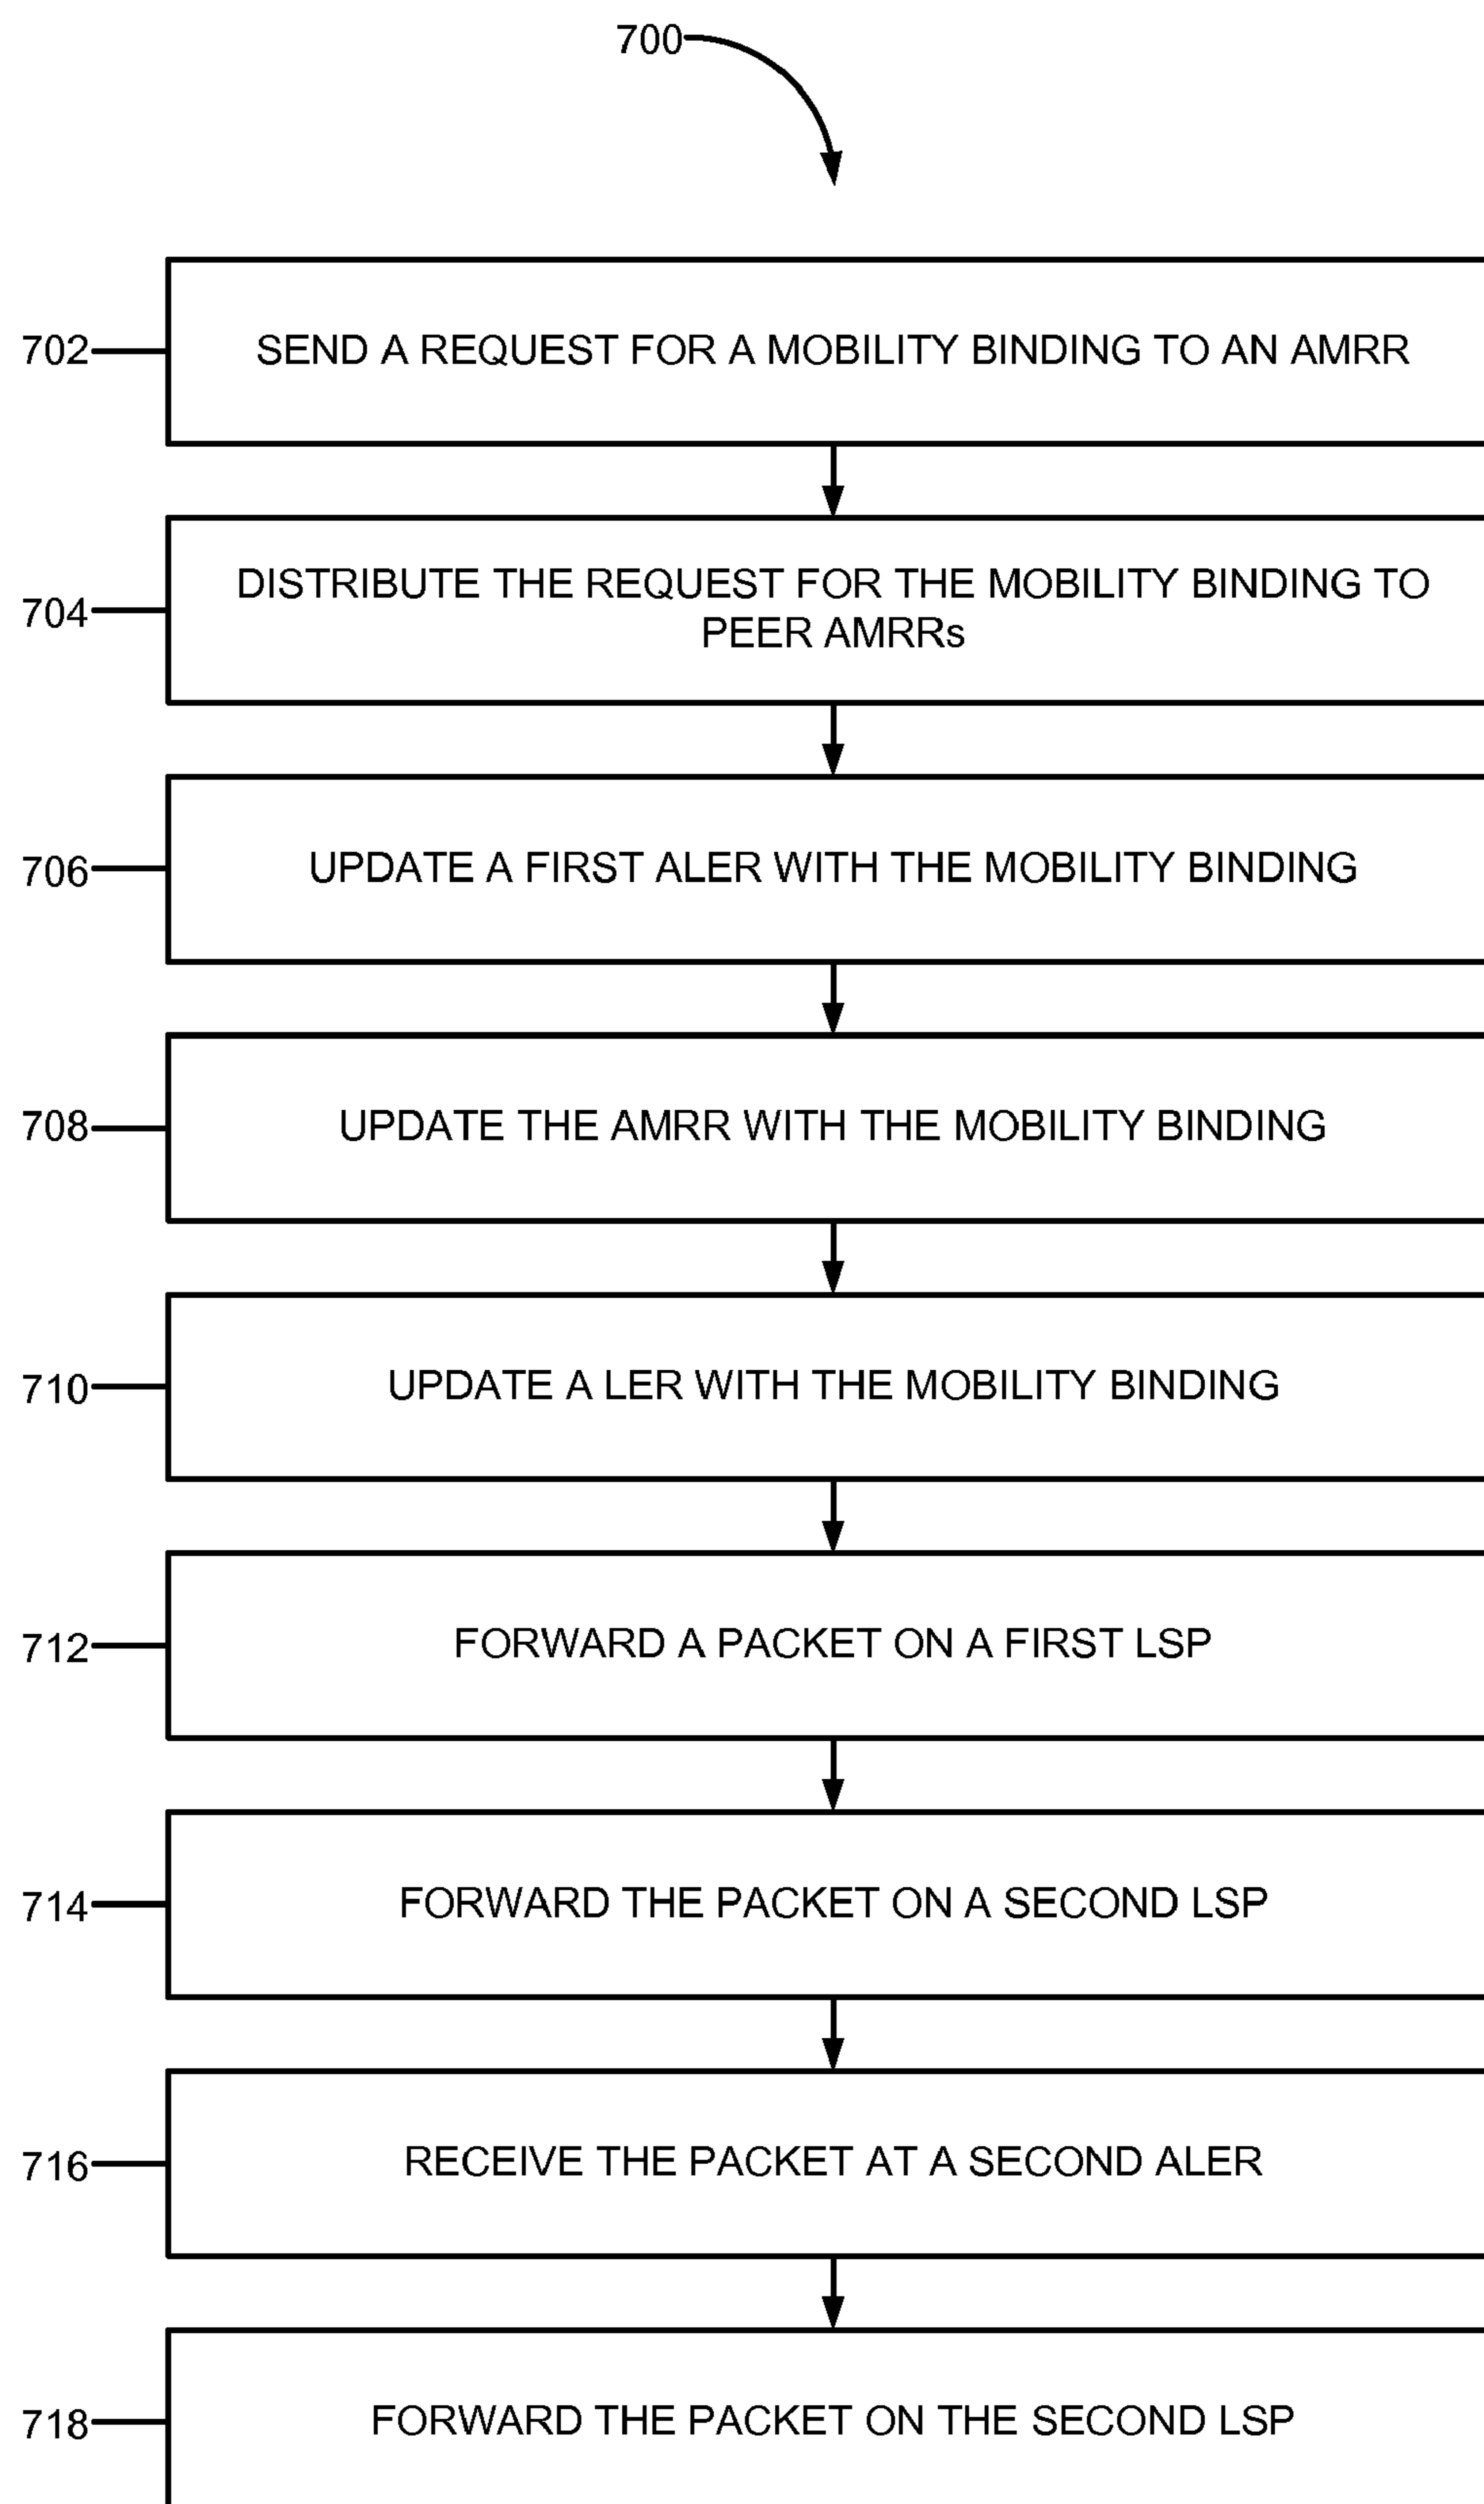 700
702 SEND A REQUEST FOR A MOBILITY BINDING TO AN AMRR
DISTRIBUTE THE REQUEST FOR THE MOBILITY BINDING TO
704
PEER AMRRs
706 UPDATE A FIRST ALER WITH THE MOBILITY BINDING
708 UPDATE THE AMRR WITH THE MOBILITY BINDING
710 UPDATE A LER WITH THE MOBILITY BINDING
712 FORWARD A PACKET ON A FIRST LSP
714 FORWARD THE PACKET ON A SECOND LSP
716 RECEIVE THE PACKET AT A SECOND ALER
718 FORWARD THE PACKET ON THE SECOND LSP